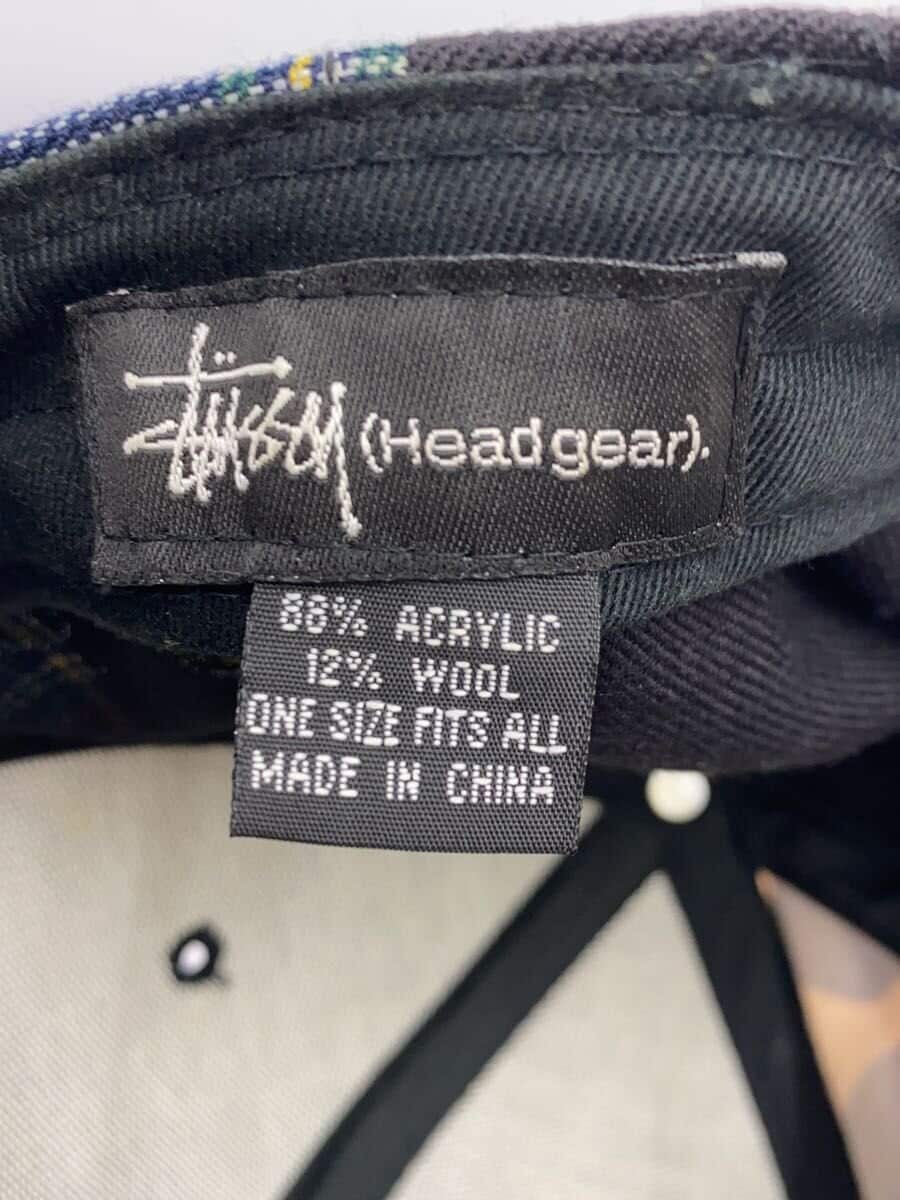 Stüssy (Headgear).
88% ACRYLIC
12% WOOL
ONE SIZE FITS ALL
MADE IN CHINA